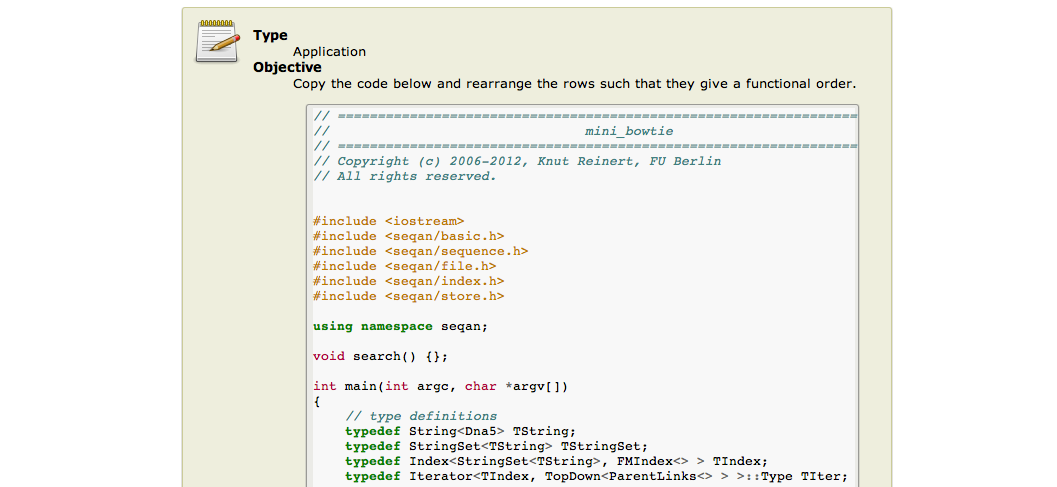 Type
Application
Objective
Copy the code below and rearrange the rows such that they give a functional order.
// =================================================================
// mini_bowtie
// =================================================================
// Copyright (c) 2006-2012, Knut Reinert, FU Berlin
// All rights reserved.
#include <iostream>
#include <seqan/basic.h>
#include <seqan/sequence.h>
#include <seqan/file.h>
#include <seqan/index.h>
#include <seqan/store.h>
using namespace seqan;
void search() {};
int main(int argc, char *argv[])
{
// type definitions
typedef String<Dna5> TString;
typedef StringSet<TString> TStringSet;
typedef Index<StringSet<TString>, FMIndex<> > TIndex;
typedef Iterator<TIndex, TopDown<ParentLinks<> > >::Type TIter;